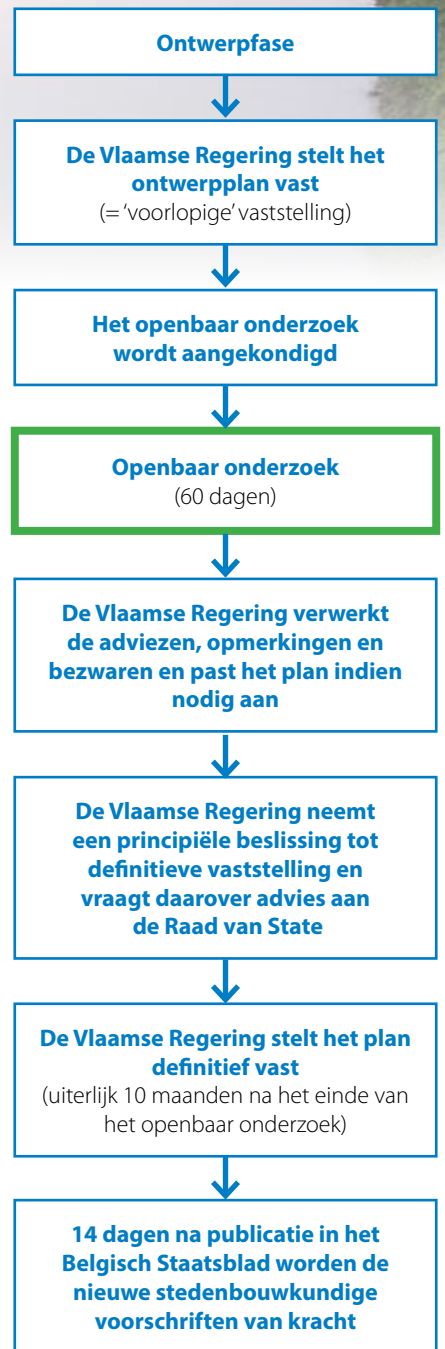 Ontwerpfase
De Vlaamse Regering stelt het
ontwerpplan vast
(= ‘voorlopige’ vaststelling)
Het openbaar onderzoek
wordt aangekondigd
Openbaar onderzoek
(60 dagen)
De Vlaamse Regering verwerkt
de adviezen, opmerkingen en
bezwaren en past het plan indien
nodig aan
De Vlaamse Regering neemt
een principiële beslissing tot
definitieve vaststelling en
vraagt daarover advies aan
de Raad van State
De Vlaamse Regering stelt het plan
definitief vast
(uiterlijk 10 maanden na het einde van
het openbaar onderzoek)
14 dagen na publicatie in het
Belgisch Staatsblad worden de
nieuwe stedenbouwkundige
voorschriften van kracht